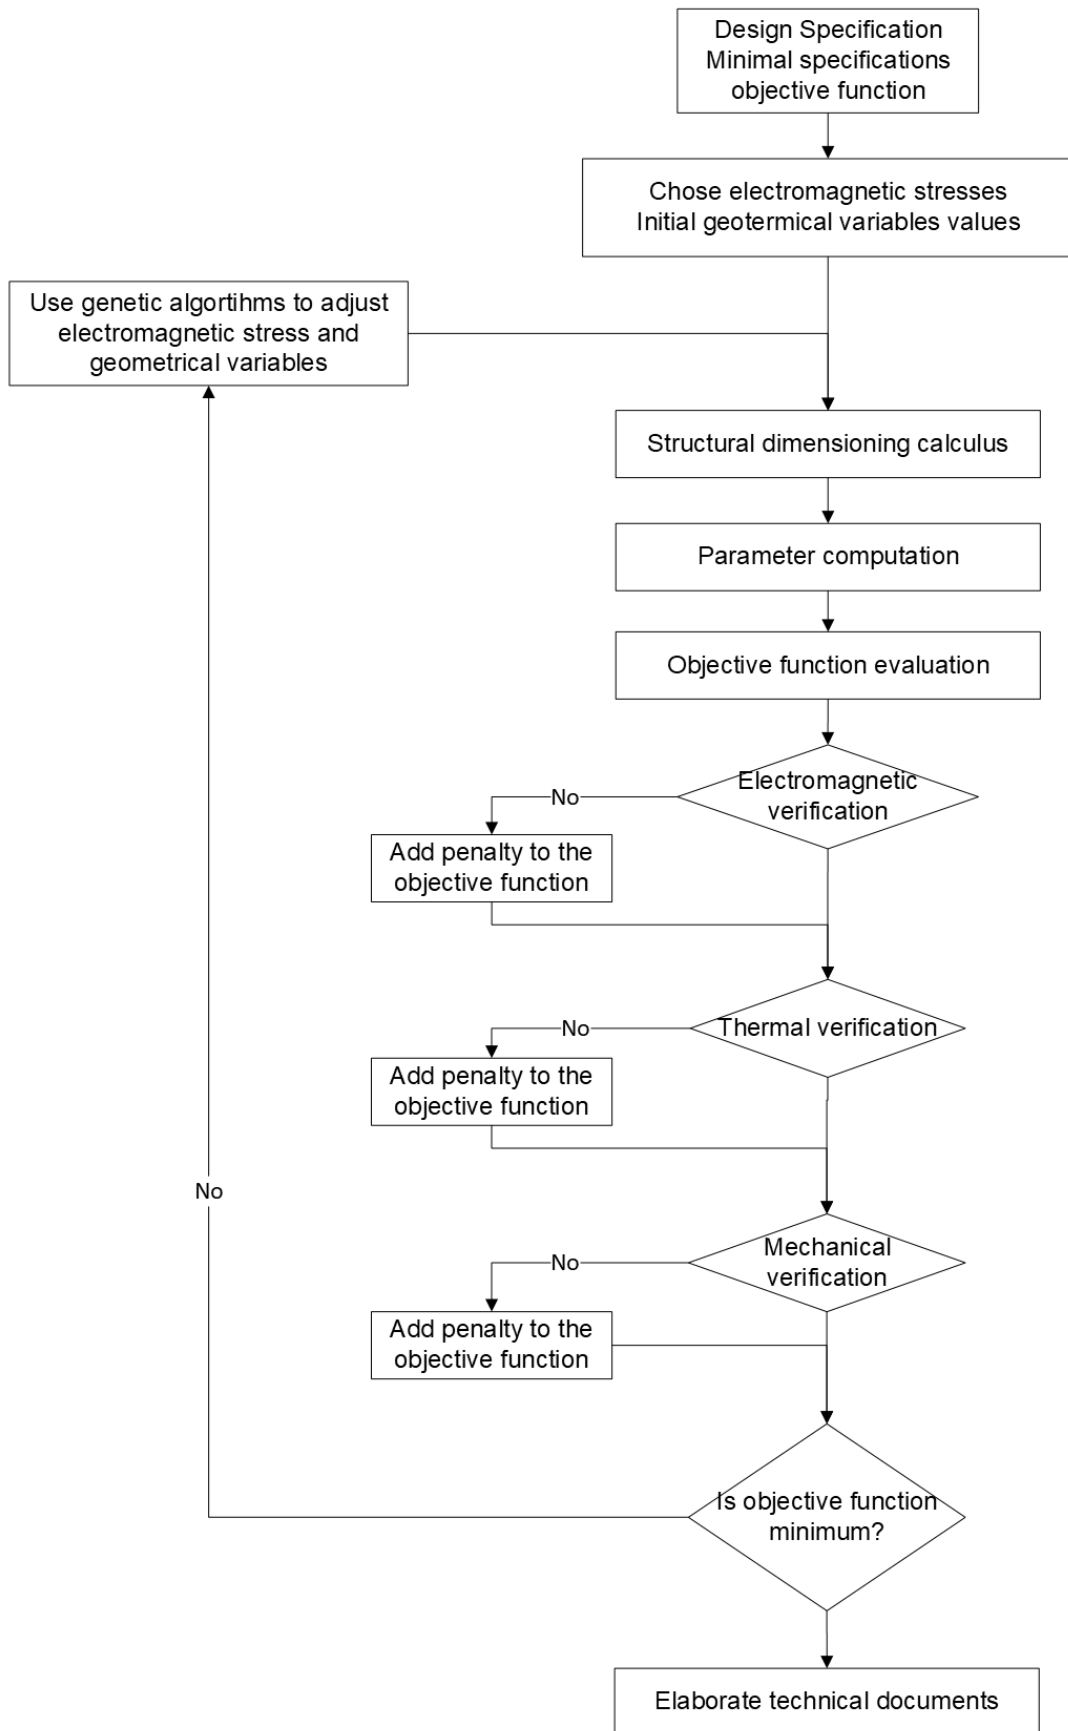 Design Specification
Minimal specifications
objective function
Chose electromagnetic stresses
Initial geotermical variables values
Use genetic algortihms to adjust
electromagnetic stress and
geometrical variables
Structural dimensioning calculus
Parameter computation
Objective function evaluation
Electromagnetic
verification
No
Add penalty to the
objective function
Thermal verification
No
Add penalty to the
objective function
No
Mechanical
verification
No
Add penalty to the
objective function
Is objective function
minimum?
Elaborate technical documents